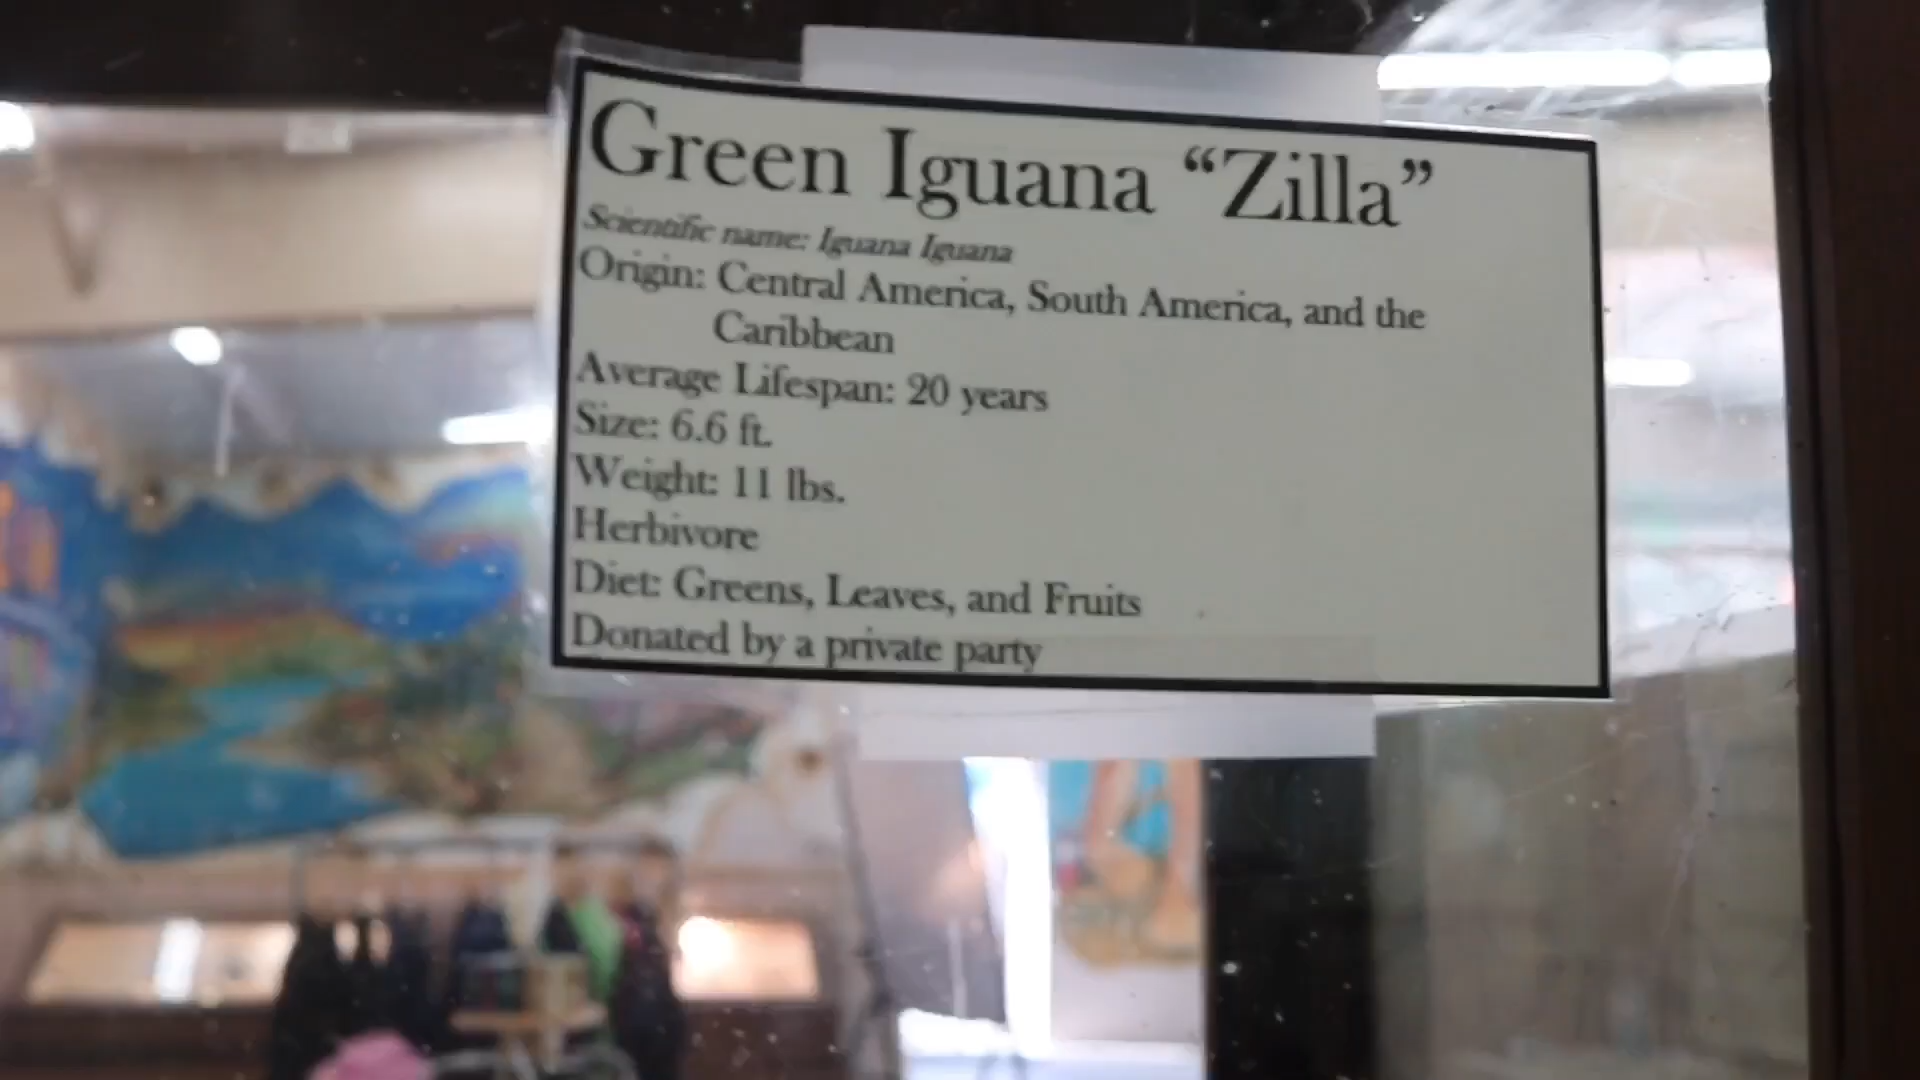 Green Iguana “Zilla”
Scientific name: Iguana Iguana
Origin: Central America, South America, and the
Caribbean
Average Lifespan: 20 years
Size: 6.6 ft.
Weight: 11 lbs.
Herbivore
Diet: Greens, Leaves, and Fruits
Donated by a private party